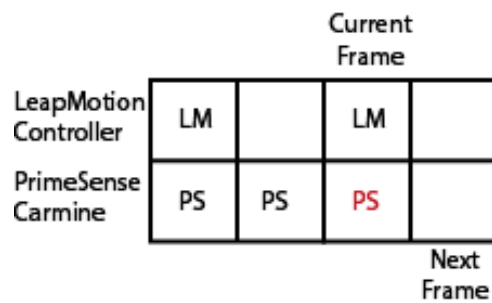 Current
Frame
LeapMotion
Controller
LM
LM
PrimeSense
Carmine
PS
PS
PS
Next
Frame